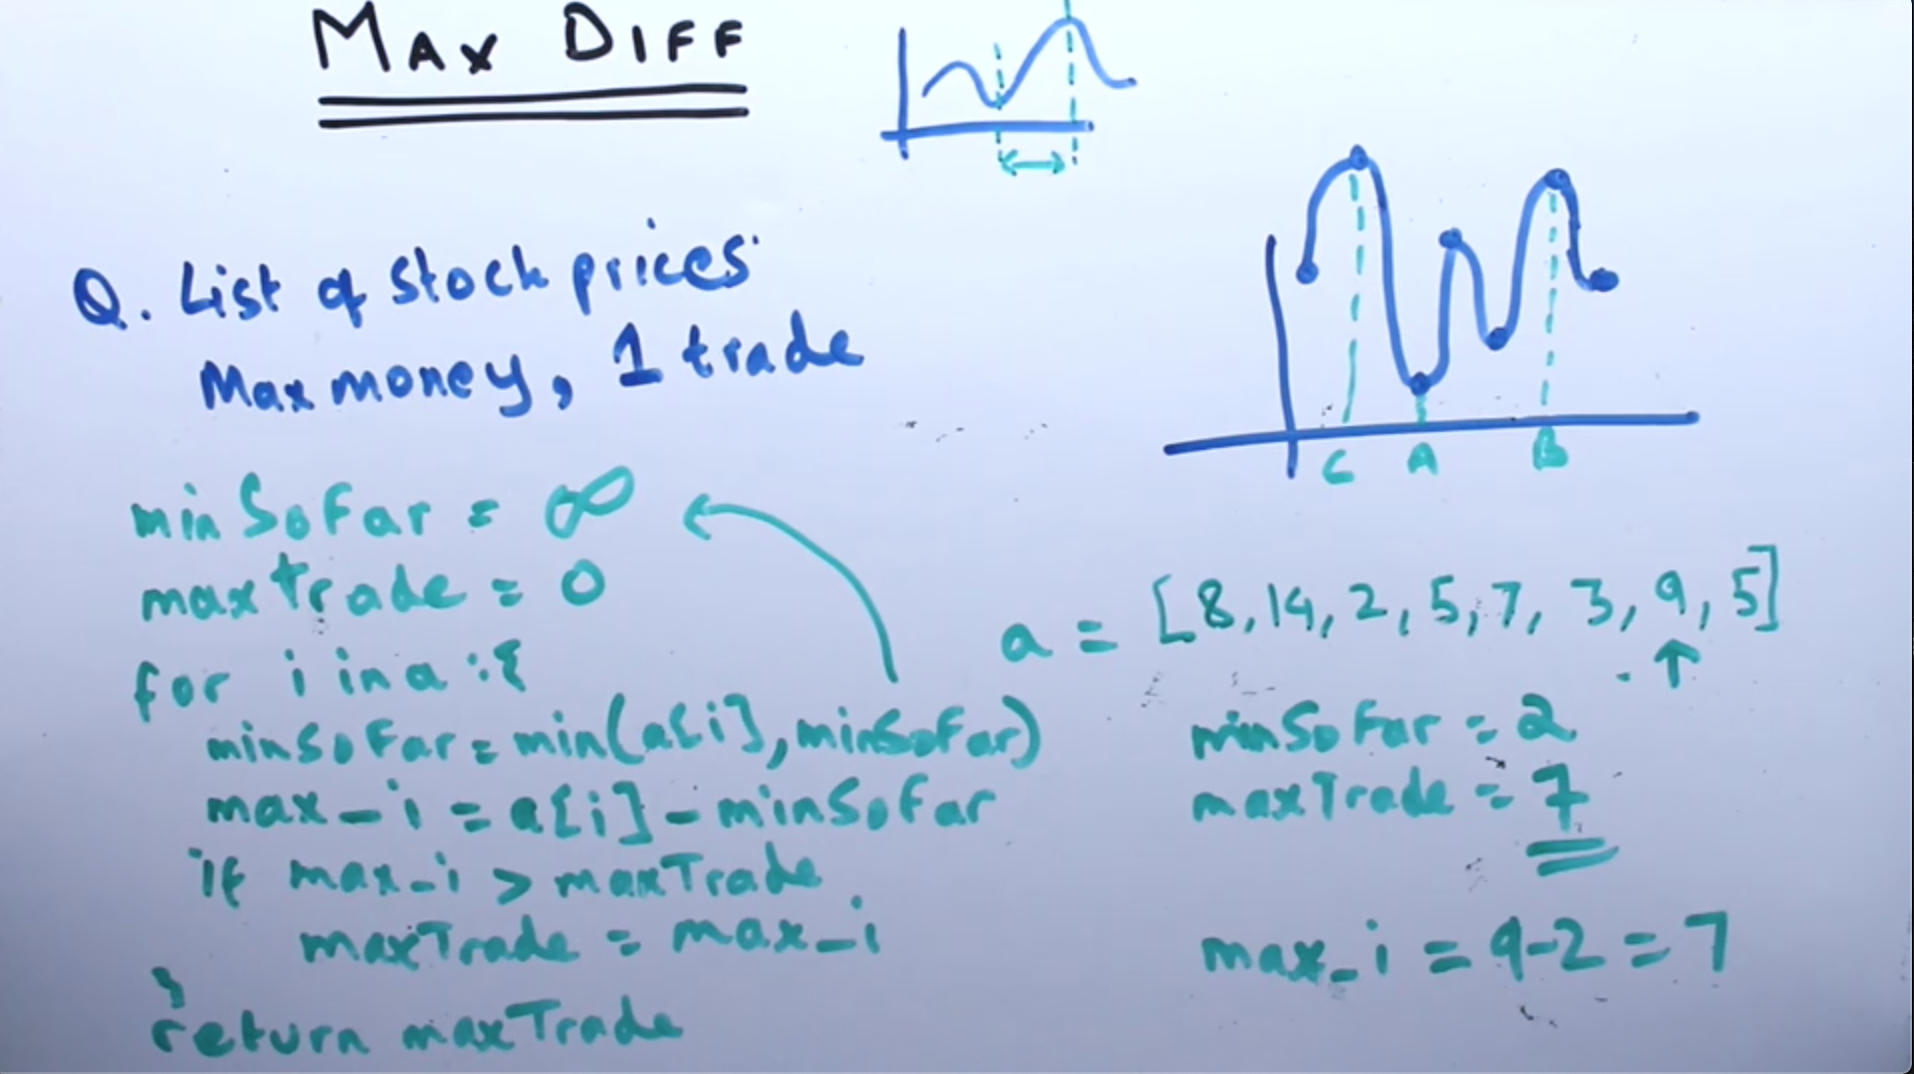 MAX DIFF
Q. List of stock prices
Max money, 1 trade
minSoFar = ∞
maxTrade = 0
for i in a :{
minSoFar = min(a[i], minSoFar)
max_i = a[i] - minSoFar
if max_i > maxTrade
maxTrade = max_i
}
return maxTrade
C A B
a = [8, 14, 2, 5, 7, 3, 9, 5]
↑
minSoFar = 2
maxTrade = 7
max_i = 9-2 = 7